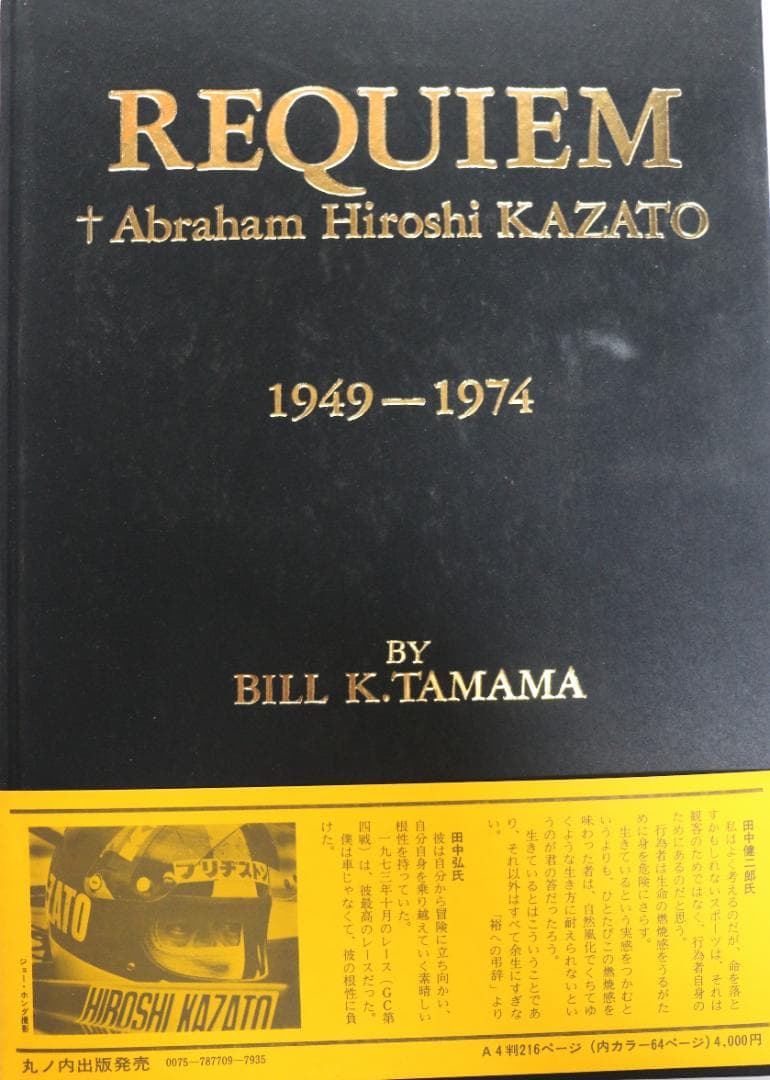 REQUIEM
†Abraham Hiroshi KAZATO
1949—1974
BY
BILL K.TAMAMA
田中健二郎氏
私はよく考えるのだが、命を落と
すかもしれないスポーツは、それは
観客のためではなく、行為者自身の
ためにあるのだと思う。
行為者は生命の燃焼感をうるがた
めに身を危険にさらす。
生きているという実感をつかむと
いうよりも、ひとたびこの燃焼感を
味わった者は、自然風化でくちてゆ
くような生き方に耐えられないとい
うのが君の答だったろう。
生きているとはこういうことであ
り、それ以外はすべて余生にすぎな
い。
「裕への弔辞」より
田中弘氏
彼は自分から冒険に立ち向かい、
自分自身を乗り越えていく素晴しい
根性を持っていた。
一九七三年十月のレース（GC第
四戦）は、彼最高のレースだった。
僕は車じゃなくて、彼の根性に負
けた。
ブリヂストン
ZATO
HIROSHI KAZATO
ジョー・ホンダ撮影
丸ノ内出版発売 0075-787709-7935
A4判216ページ（内カラー64ページ）4,000円